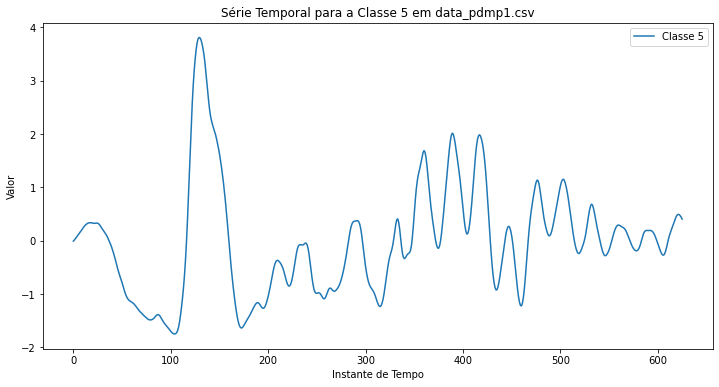 Série Temporal para a Classe 5 em data_pdmp1.csv
Classe 5
Valor
4
3
2
1
0
−1
−2
0 100 200 300 400 500 600
Instante de Tempo